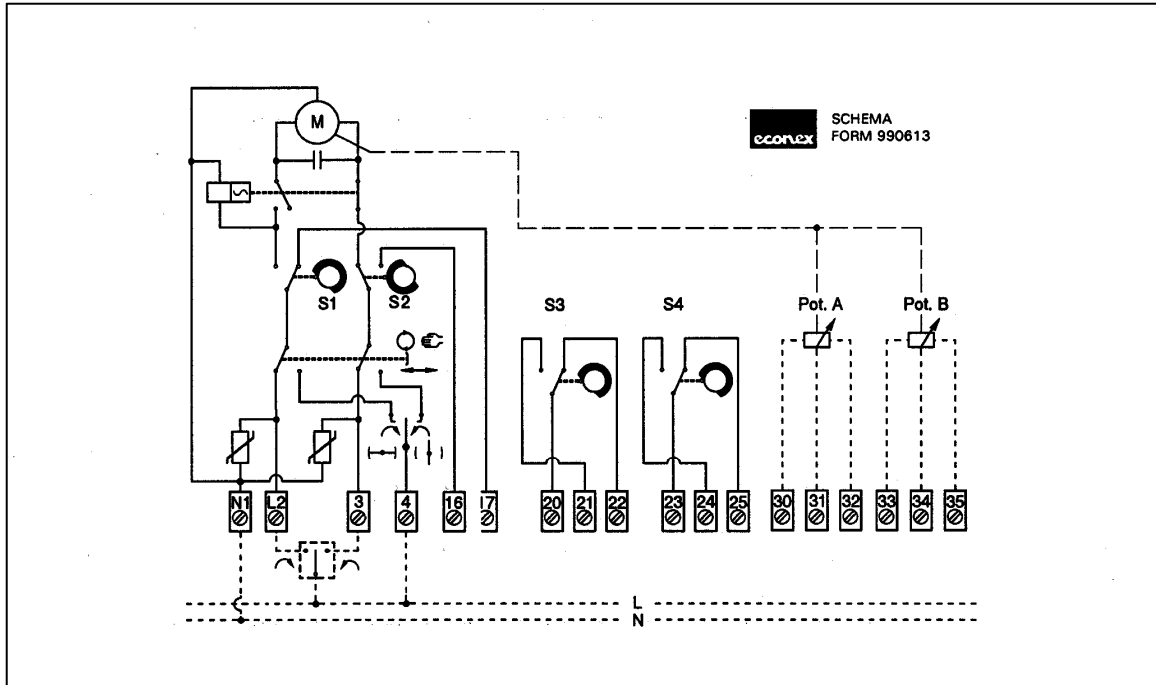 M
econex
SCHEMA
FORM 990613
S1
S2
S3
S4
Pot. A
Pot. B
N1
L2
3
4
16
17
20
21
22
23
24
25
30
31
32
33
34
35
L
N